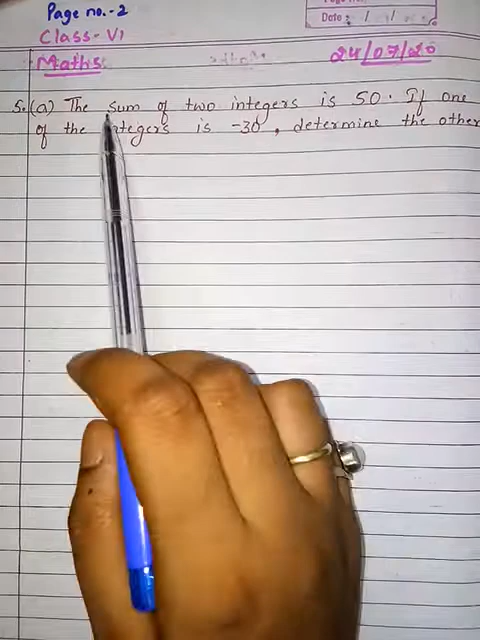 Page no.-2
Date: / /
Class-VI
Maths
24/07/20
5.(a) The sum of two integers is 50. If one
of the integers is -30, determine the other